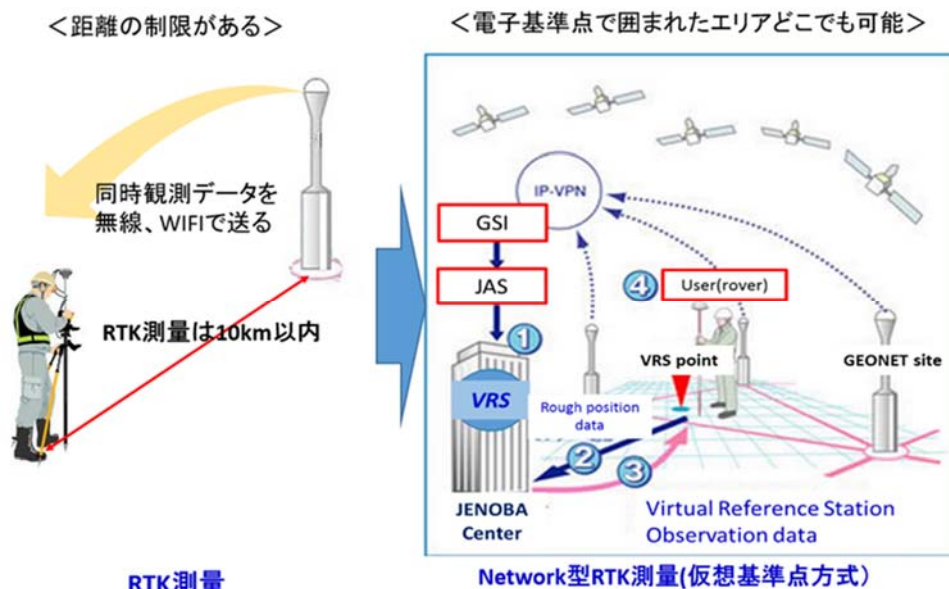 ＜距離の制限がある＞
同時観測データを
無線、WIFIで送る
RTK測量は10km以内
RTK測量
＜電子基準点で囲まれたエリアどこでも可能＞
IP-VPN
GSI
JAS
①
VRS
④
User(rover)
VRS point
GEONET site
Rough position
data
②
③
JENOBA
Center
Virtual Reference Station
Observation data
Network型RTK測量(仮想基準点方式）